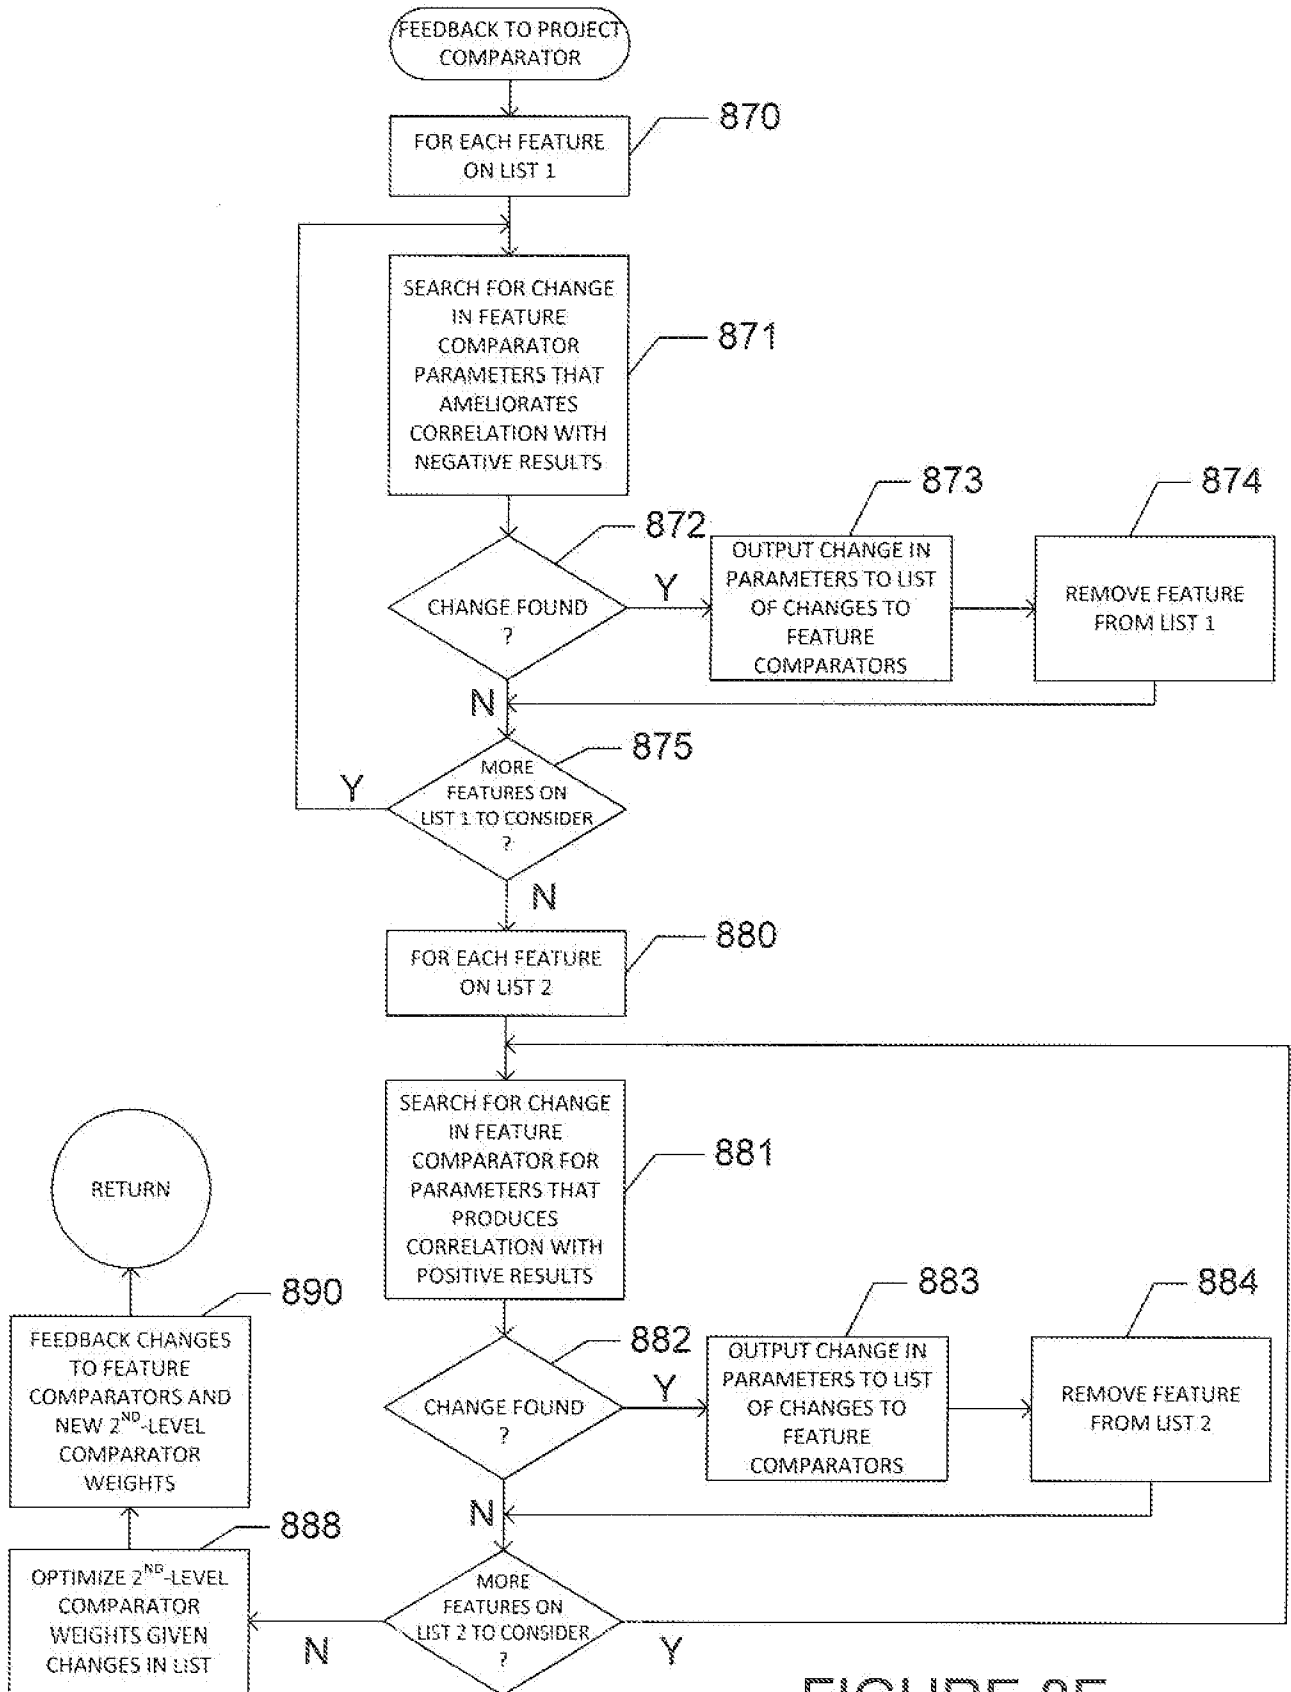 FEEDBACK TO PROJECT
COMPARATOR
870
FOR EACH FEATURE
ON LIST 1
SEARCH FOR CHANGE
IN FEATURE
COMPARATOR
PARAMETERS THAT
AMELIORATES
CORRELATION WITH
NEGATIVE RESULTS
871
872
CHANGE FOUND
?
Y
N
873
OUTPUT CHANGE IN
PARAMETERS TO LIST
OF CHANGES TO
FEATURE
COMPARATORS
874
REMOVE FEATURE
FROM LIST 1
875
MORE
FEATURES ON
LIST 1 TO CONSIDER
?
Y
N
880
FOR EACH FEATURE
ON LIST 2
SEARCH FOR CHANGE
IN FEATURE
COMPARATOR FOR
PARAMETERS THAT
PRODUCES
CORRELATION WITH
POSITIVE RESULTS
881
882
CHANGE FOUND
?
Y
N
883
OUTPUT CHANGE IN
PARAMETERS TO LIST
OF CHANGES TO
FEATURE
COMPARATORS
884
REMOVE FEATURE
FROM LIST 2
MORE
FEATURES ON
LIST 2 TO CONSIDER
?
Y
N
888
OPTIMIZE 2ND-LEVEL
COMPARATOR
WEIGHTS GIVEN
CHANGES IN LIST
890
FEEDBACK CHANGES
TO FEATURE
COMPARATORS AND
NEW 2ND-LEVEL
COMPARATOR
WEIGHTS
RETURN
FIGURE